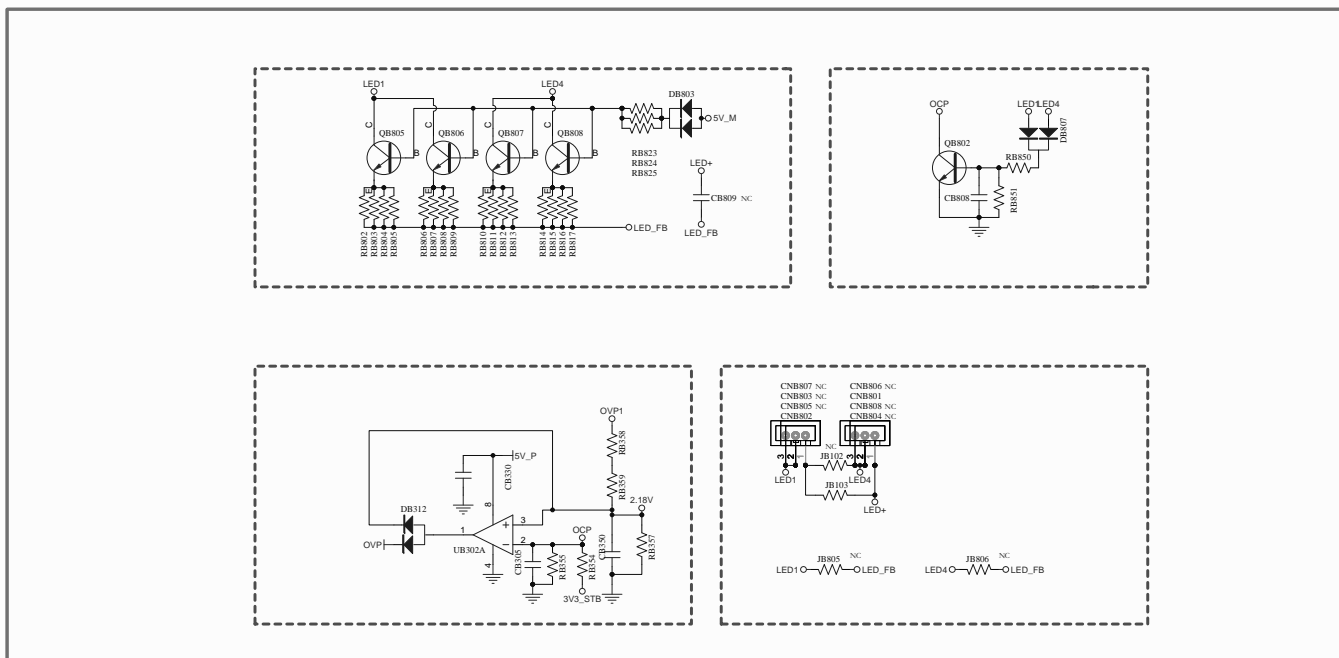 LED1
LED4
DB803
5V_M
C
C
C
C
QB805
QB806
QB807
QB808
B
B
B
B
RB823
RB824
RB825
LED+
CB809 NC
LED_FB
E
E
E
E
LED_FB
RB802
RB803
RB804
RB805
RB806
RB807
RB808
RB809
RB810
RB811
RB812
RB813
RB814
RB815
RB816
RB817
OCP
LED1
LED4
DB807
QB802
RB850
CB808
RB851
OVP1
RB358
RB359
5V_P
CB330
8
2.18V
DB312
OVP
1
3
2
4
UB302A
OCP
CB305
RB355
RB354
3V3_STB
CB350
RB357
CNB807 NC
CNB803 NC
CNB805 NC
CNB802
CNB806 NC
CNB801
CNB808 NC
CNB804 NC
3
2
1
3
2
1
NC
JB102
LED1
LED4
JB103
LED+
JB805 NC
LED1
LED_FB
JB806 NC
LED4
LED_FB